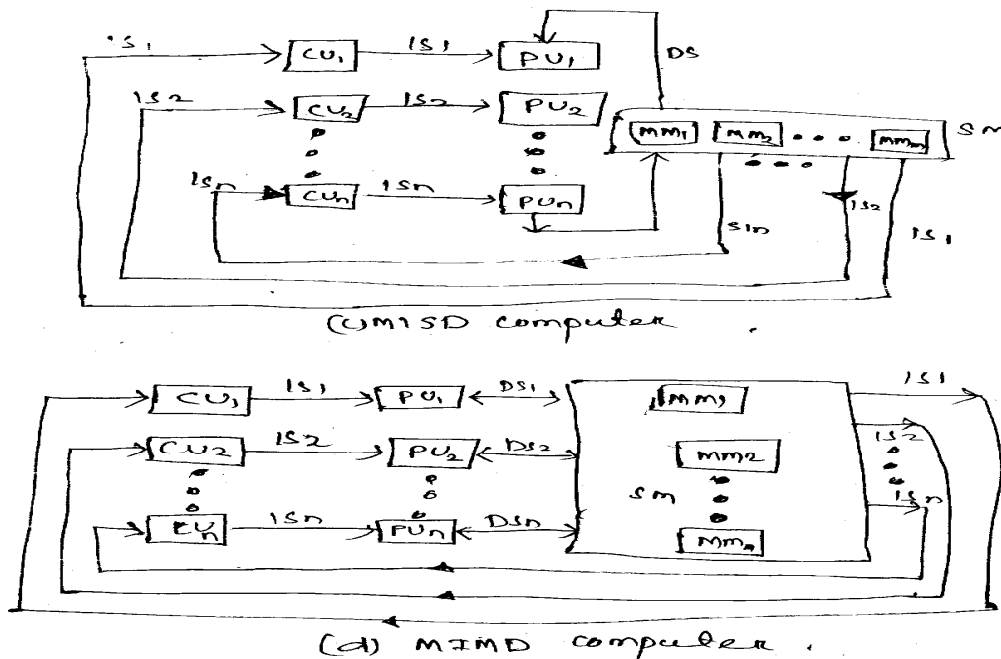 IS1 CU1 IS1 PU1 DS
IS2 CU2 IS2 PU2
MM1 MM2 MMm SM
ISn CUn ISn PUn
SIn IS2 IS1
(c) MISD computer .
CU1 IS1 PU1 DS1 MM1 IS1
CU2 IS2 PU2 DS2 MM2 IS2
SM
CUn ISn PUn DSn MMn ISn
(d) MIMD computer .